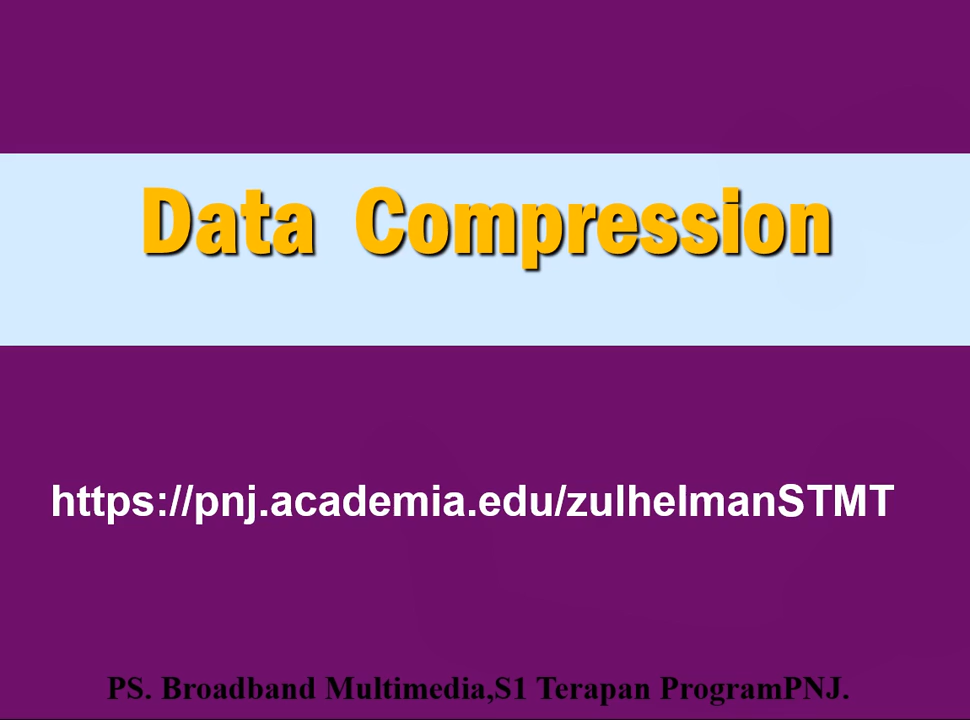 Data Compression
https://pnj.academia.edu/zulhelmanSTMT
PS. Broadband Multimedia,S1 Terapan ProgramPNJ.